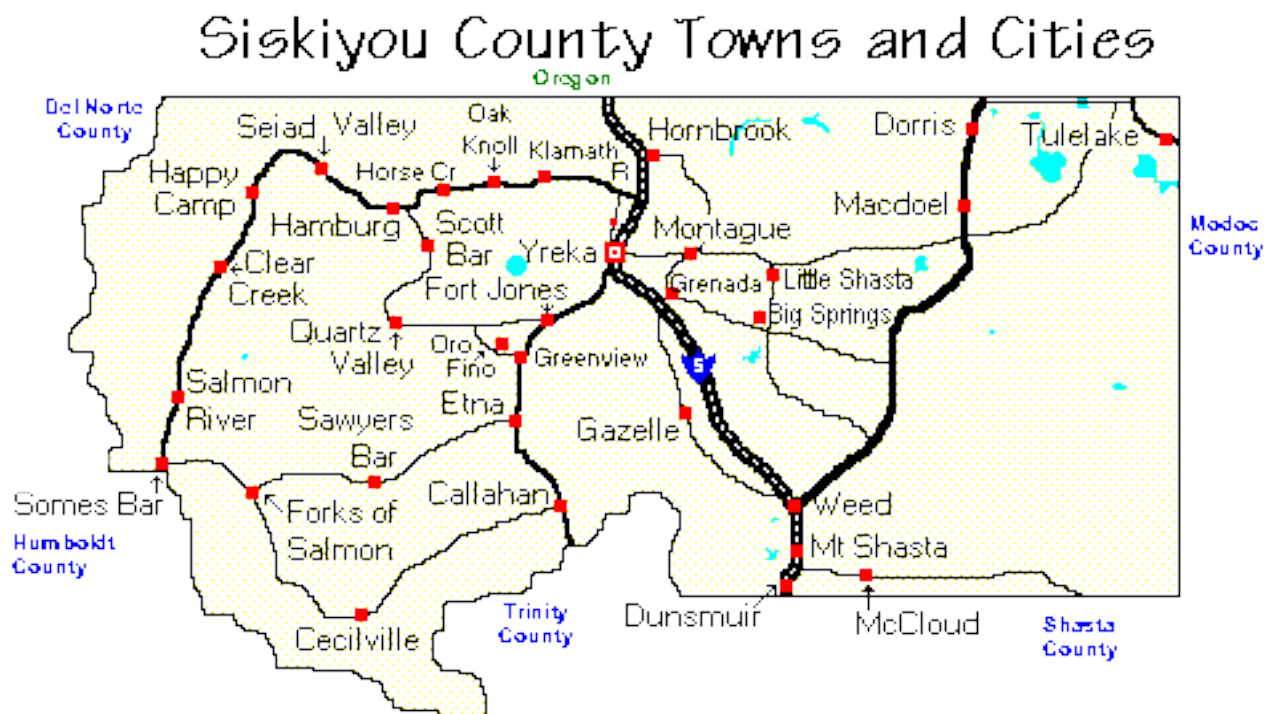 Siskiyou County Towns and Cities
Oregon
Del Norte
County
Seiad Valley
Oak
Knoll
Klamath
R
Hornbrook
Dorris
Tulelake
Happy
Camp
Horse Cr
Hamburg
Scott
Bar
Yreka
Montague
Macdoel
Modoc
County
Clear
Creek
Fort Jones
Grenada
Little Shasta
Big Springs
Quartz
Valley
Oro
Fino
Greenview
5
Salmon
River
Sawyers
Bar
Etna
Gazelle
Somes Bar
Forks of
Salmon
Callahan
Weed
Mt Shasta
Humboldt
County
Cecilville
Trinity
County
Dunsmuir
McCloud
Shasta
County